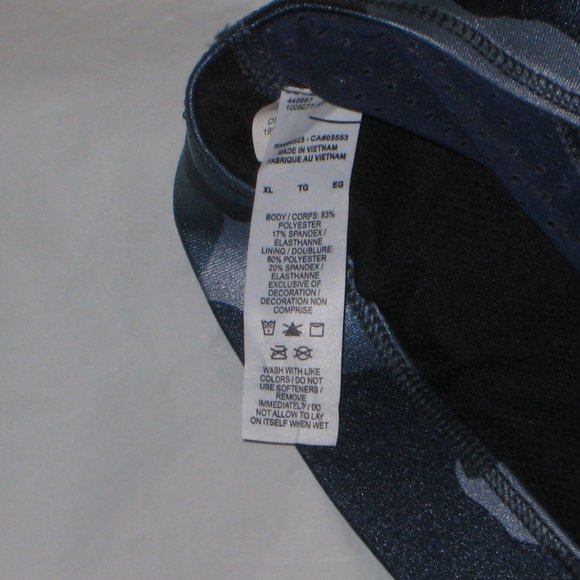 445687
MADE IN VIETNAM
FABRIQUE AU VIETNAM
XL TG EG
BODY / CORPS: 83%
POLYESTER
17% SPANDEX /
ELASTHANNE
LINING / DOUBLURE:
80% POLYESTER
20% SPANDEX /
ELASTHANNE
EXCLUSIVE OF
DECORATION /
DECORATION NON
COMPRISE
WASH WITH LIKE
COLORS / DO NOT
USE SOFTENERS /
REMOVE
IMMEDIATELY / DO
NOT ALLOW TO LAY
ON ITSELF WHEN WET